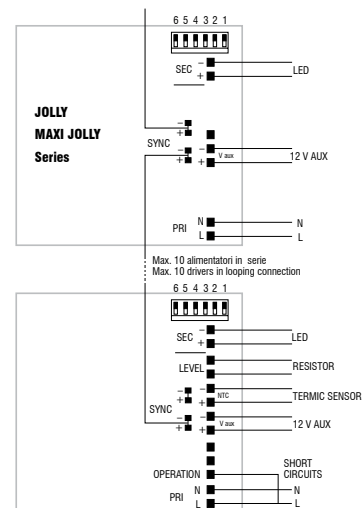 6 5 4 3 2 1
SEC
−
+
LED
JOLLY
MAXI JOLLY
Series
−
+
SYNC
−
+
−
+
V aux
12 V AUX
PRI
N
L
N
L
Max. 10 alimentatori in serie
Max. 10 drivers in looping connection
6 5 4 3 2 1
SEC
−
+
LED
LEVEL
RESISTOR
−
+
−
+
NTC
TERMIC SENSOR
SYNC
−
+
−
+
V aux
12 V AUX
OPERATION
SHORT
CIRCUITS
PRI
N
L
N
L